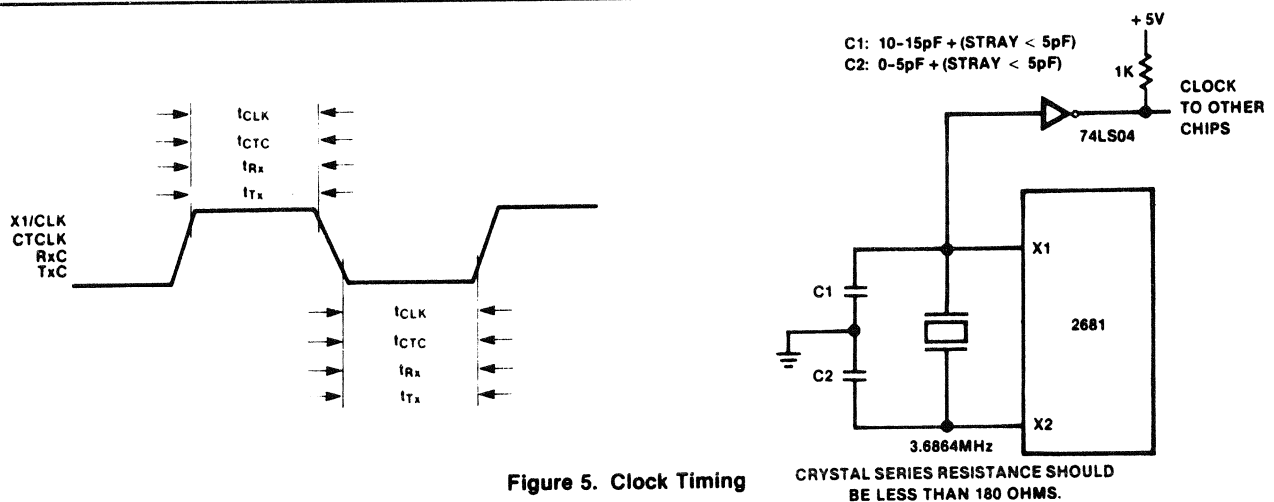 tCLK
tCTC
tRx
tTx
X1/CLK
CTCLK
RxC
TxC
tCLK
tCTC
tRx
tTx
C1: 10-15pF + (STRAY < 5pF)
C2: 0-5pF + (STRAY < 5pF)
+5V
1K
CLOCK
TO OTHER
CHIPS
74LS04
X1
C1
2681
C2
X2
3.6864MHz
CRYSTAL SERIES RESISTANCE SHOULD
BE LESS THAN 180 OHMS.
Figure 5. Clock Timing